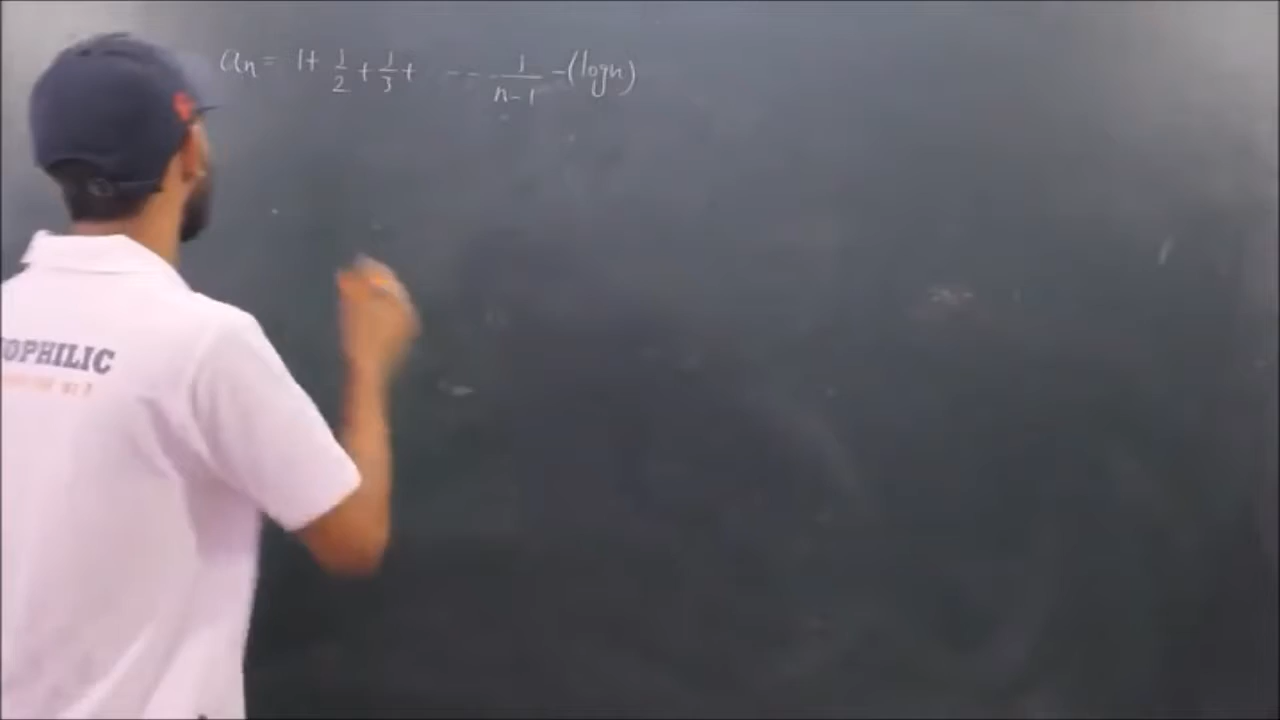 an = 1 + 1/2 + 1/3 + ---- 1/(n-1) - (log n)
OPHILIC